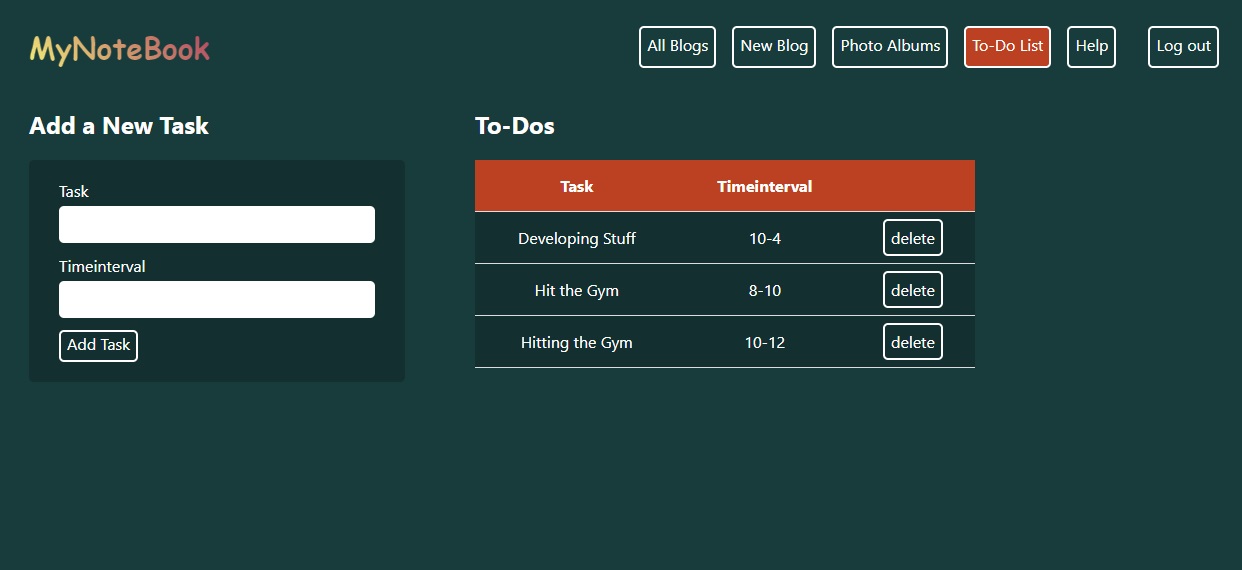 MyNoteBook
All Blogs New Blog Photo Albums To-Do List Help Log out
Add a New Task
Task
Timeinterval
Add Task
To-Dos
Task Timeinterval
Developing Stuff 10-4 delete
Hit the Gym 8-10 delete
Hitting the Gym 10-12 delete